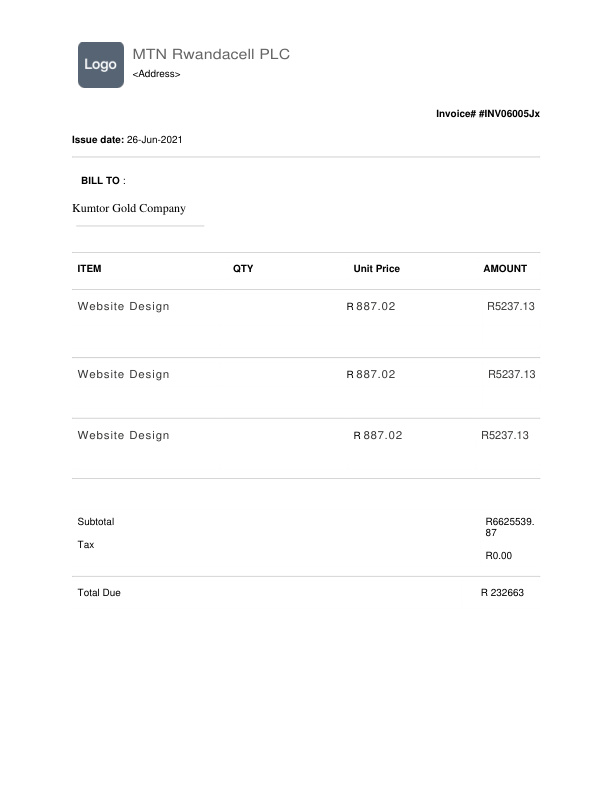 Logo
MTN Rwandacell PLC
<Address>
Invoice# #INV06005Jx
Issue date: 26-Jun-2021
BILL TO :
Kumtor Gold Company
ITEM QTY Unit Price AMOUNT
Website Design R 887.02 R5237.13
Website Design R 887.02 R5237.13
Website Design R 887.02 R5237.13
Subtotal R6625539.
87
Tax
R0.00
Total Due R 232663